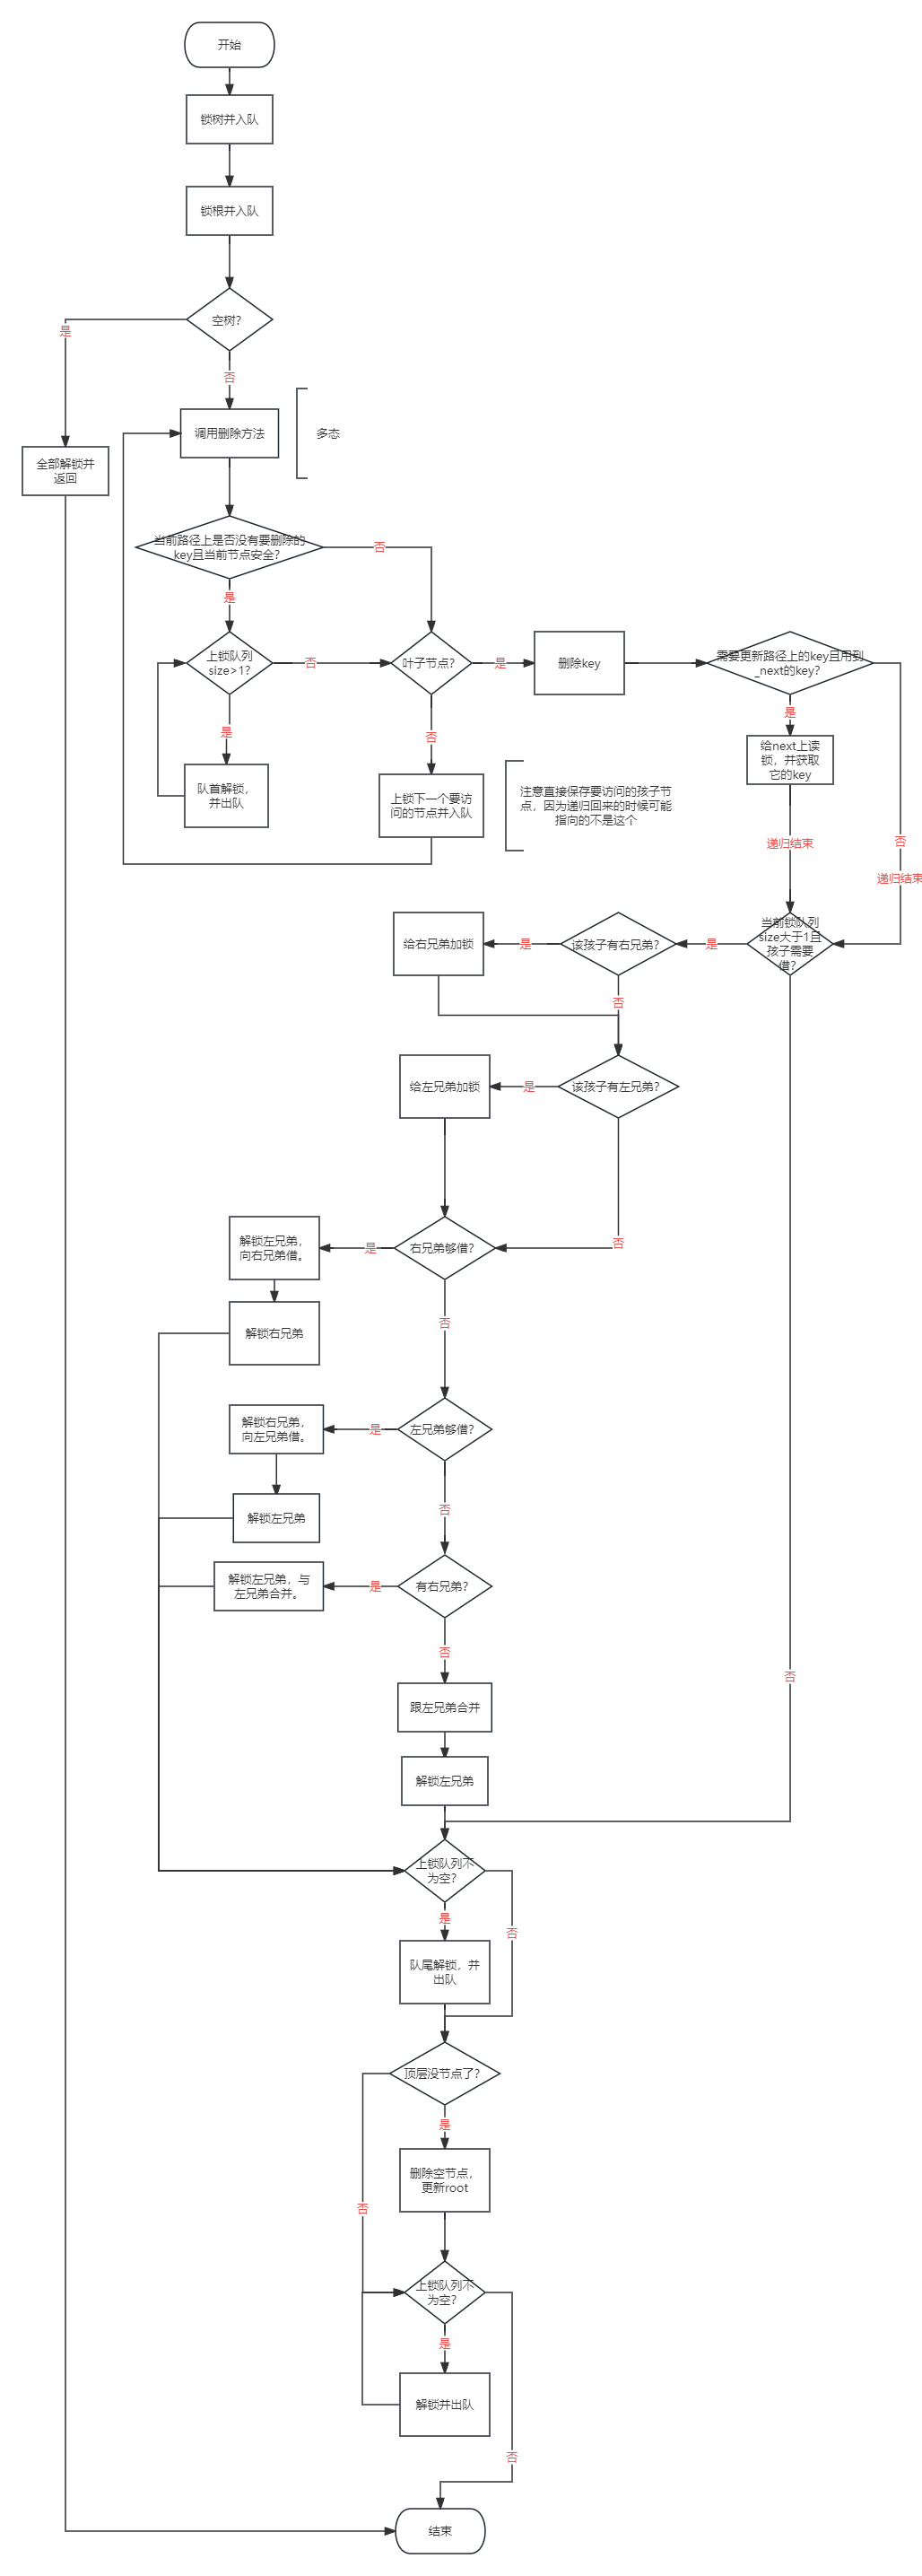 开始
锁树并入队
锁根并入队
空树？
是
否
调用删除方法
多态
全部解锁并
返回
当前路径上是否没有要删除的
key且当前节点安全？
否
是
上锁队列
size>1？
否
叶子节点？
是
删除key
需要更新路径上的key且用到
_next的key？
是
否
是
队首解锁，
并出队
上锁下一个要访
问的节点并入队
注意直接保存要访问的孩子节
点，因为递归回来的时候可能
指向的不是这个
给next上读
锁，并获取
它的key
递归结束
否
递归结束
当前锁队列
size大于1且
孩子需要
借？
是
该孩子有右兄弟？
是
给右兄弟加锁
否
该孩子有左兄弟？
是
给左兄弟加锁
否
右兄弟够借？
是
解锁左兄弟，
向右兄弟借。
解锁右兄弟
否
左兄弟够借？
是
解锁右兄弟，
向左兄弟借。
解锁左兄弟
否
有右兄弟？
是
解锁左兄弟，与
左兄弟合并。
否
跟左兄弟合并
解锁左兄弟
否
上锁队列不
为空？
是
否
队尾解锁，并
出队
顶层没节点了？
是
否
删除空节点，
更新root
上锁队列不
为空？
是
解锁并出队
否
结束